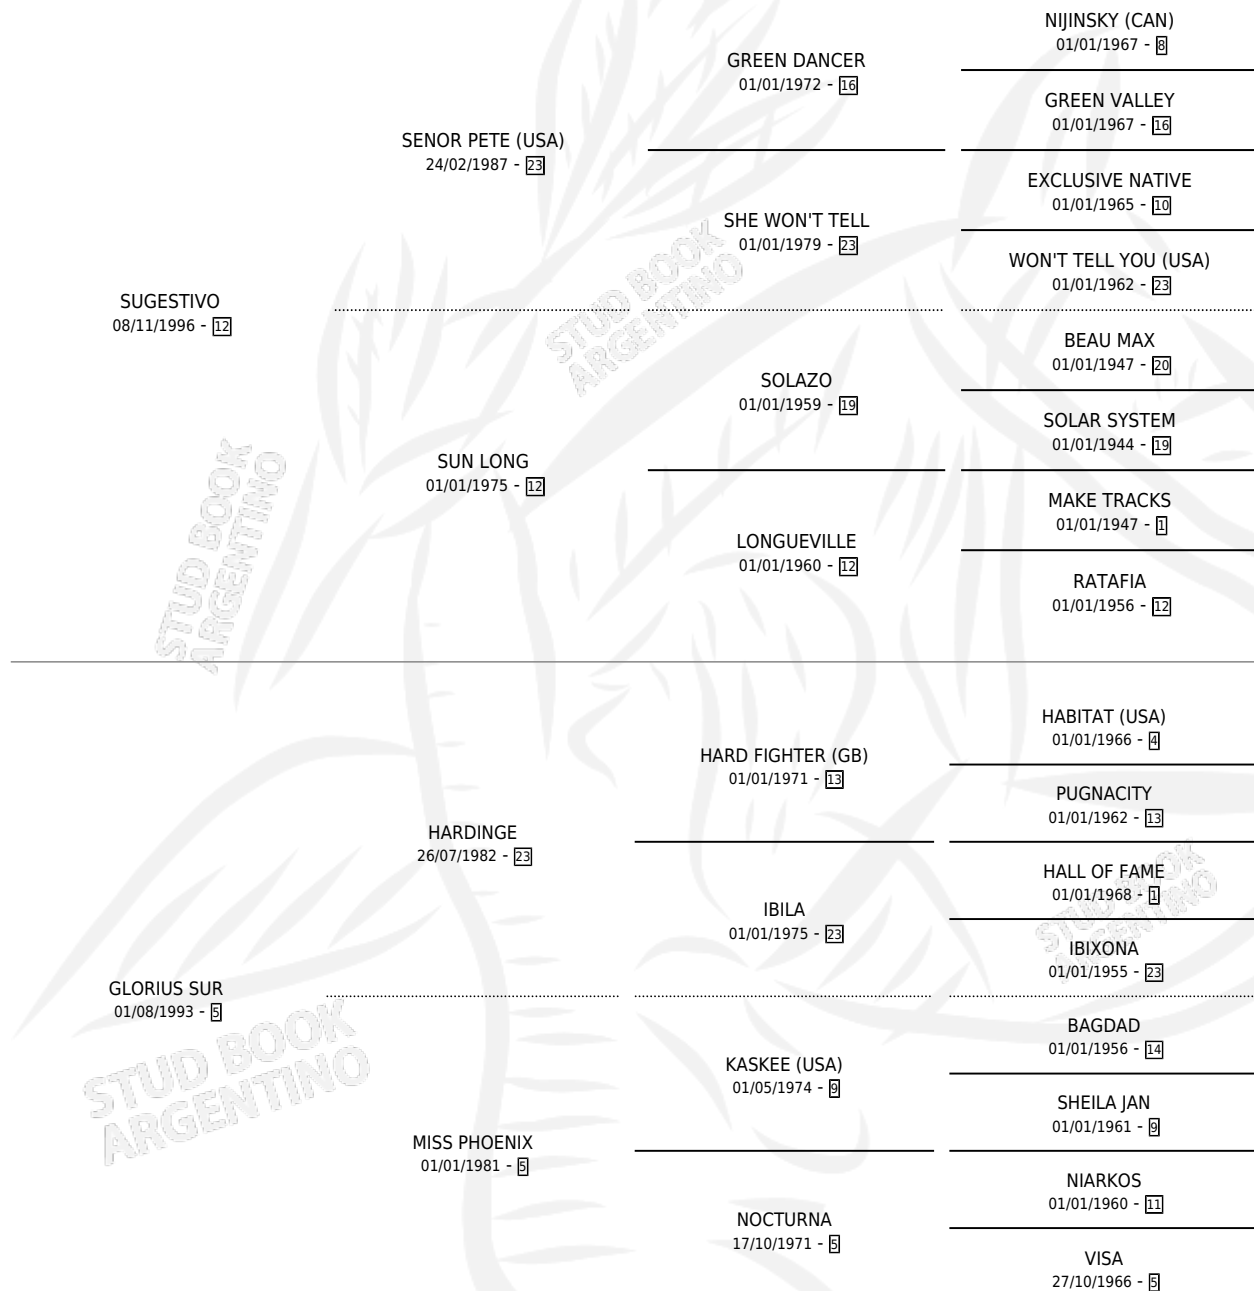 NIJINSKY (CAN)
01/01/1967 - 8
GREEN DANCER
01/01/1972 - 16
GREEN VALLEY
01/01/1967 - 16
SENOR PETE (USA)
24/02/1987 - 23
EXCLUSIVE NATIVE
01/01/1965 - 10
SHE WON'T TELL
01/01/1979 - 23
WON'T TELL YOU (USA)
01/01/1962 - 23
SUGESTIVO
08/11/1996 - 12
BEAU MAX
01/01/1947 - 20
SOLAZO
01/01/1959 - 19
SOLAR SYSTEM
01/01/1944 - 19
SUN LONG
01/01/1975 - 12
MAKE TRACKS
01/01/1947 - 1
LONGUEVILLE
01/01/1960 - 12
RATAFIA
01/01/1956 - 12
HABITAT (USA)
01/01/1966 - 4
HARD FIGHTER (GB)
01/01/1971 - 13
PUGNACITY
01/01/1962 - 13
HARDINGE
26/07/1982 - 23
HALL OF FAME
01/01/1968 - 1
IBILA
01/01/1975 - 23
IBIXONA
01/01/1955 - 23
GLORIUS SUR
01/08/1993 - 5
BAGDAD
01/01/1956 - 14
KASKEE (USA)
01/05/1974 - 9
SHEILA JAN
01/01/1961 - 9
MISS PHOENIX
01/01/1981 - 5
NIARKOS
01/01/1960 - 11
NOCTURNA
17/10/1971 - 5
VISA
27/10/1966 - 5
STUD BOOK
ARGENTINO
STUD BOOK
ARGENTINO
STUD BOOK
ARGENTINO
STUD BOOK
ARGENTINO